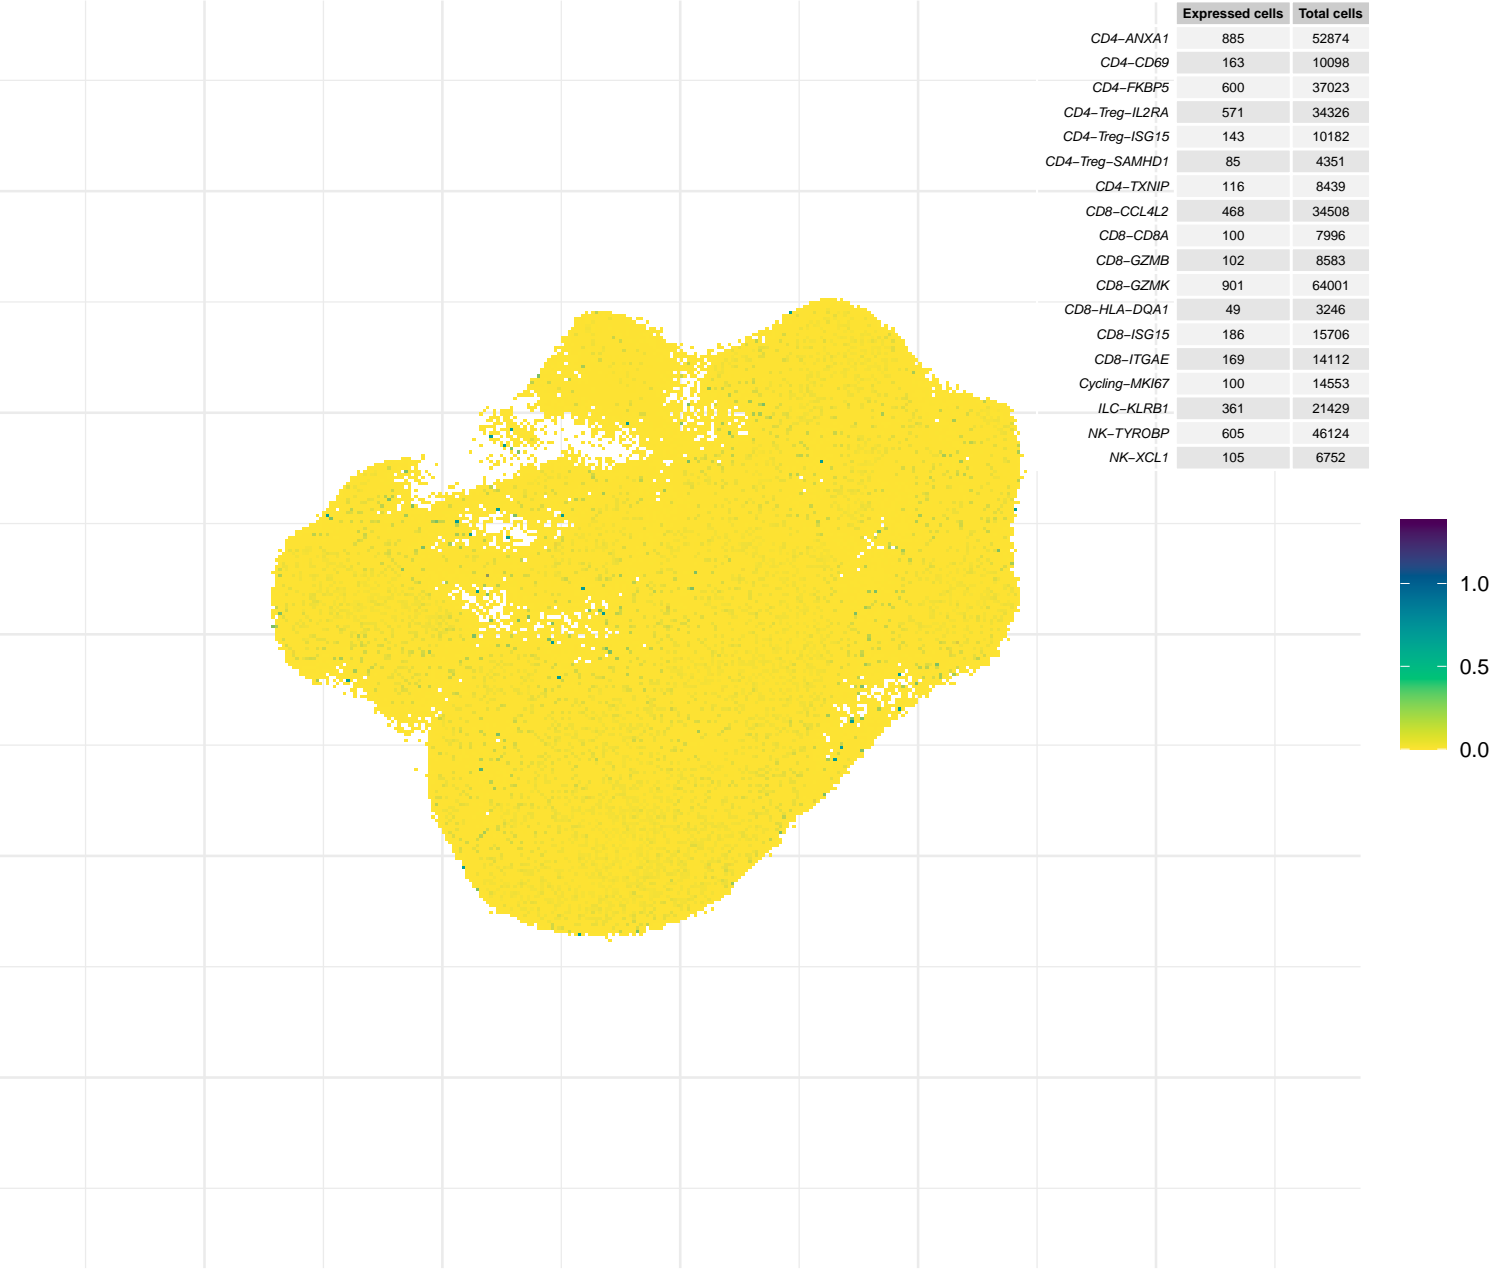 Expressed cells Total cells
CD4−ANXA1 885 52874
CD4−CD69 163 10098
CD4−FKBP5 600 37023
CD4−Treg−IL2RA 571 34326
CD4−Treg−ISG15 143 10182
CD4−Treg−SAMHD1 85 4351
CD4−TXNIP 116 8439
CD8−CCL4L2 468 34508
CD8−CD8A 100 7996
CD8−GZMB 102 8583
CD8−GZMK 901 64001
CD8−HLA−DQA1 49 3246
CD8−ISG15 186 15706
CD8−ITGAE 169 14112
Cycling−MKI67 100 14553
ILC−KLRB1 361 21429
NK−TYROBP 605 46124
NK−XCL1 105 6752
1.0
0.5
0.0